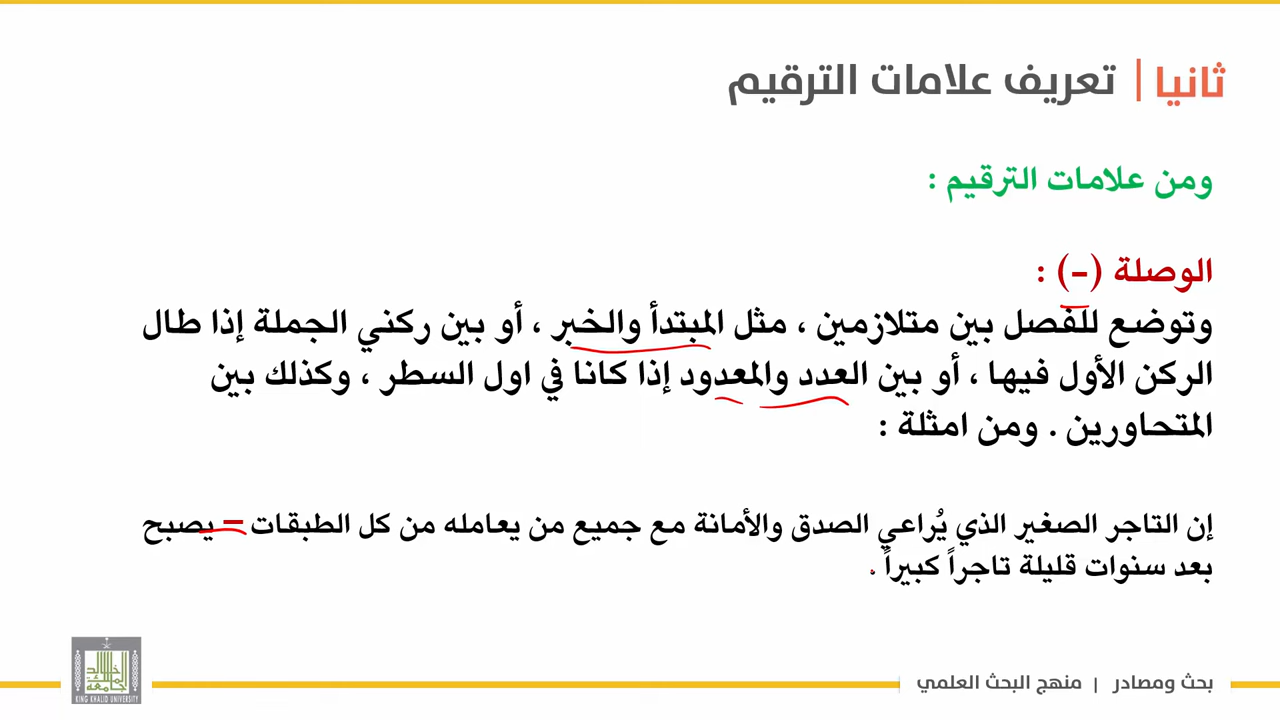 ثانيا | تعريف علامات الترقيم
ومن علامات الترقيم :
الوصلة (-) :
وتوضع للفصل بين متلازمين ، مثل المبتدأ والخبر ، أو بين ركني الجملة إذا طال
الركن الأول فيها ، أو بين العدد والمعدود إذا كانا في اول السطر ، وكذلك بين
المتحاورين . ومن امثلة :
إن التاجر الصغير الذي يُراعي الصدق والأمانة مع جميع من يعامله من كل الطبقات – يصبح
بعد سنوات قليلة تاجراً كبيراً .
بحث ومصادر | منهج البحث العلمي
KING KHALID UNIVERSITY